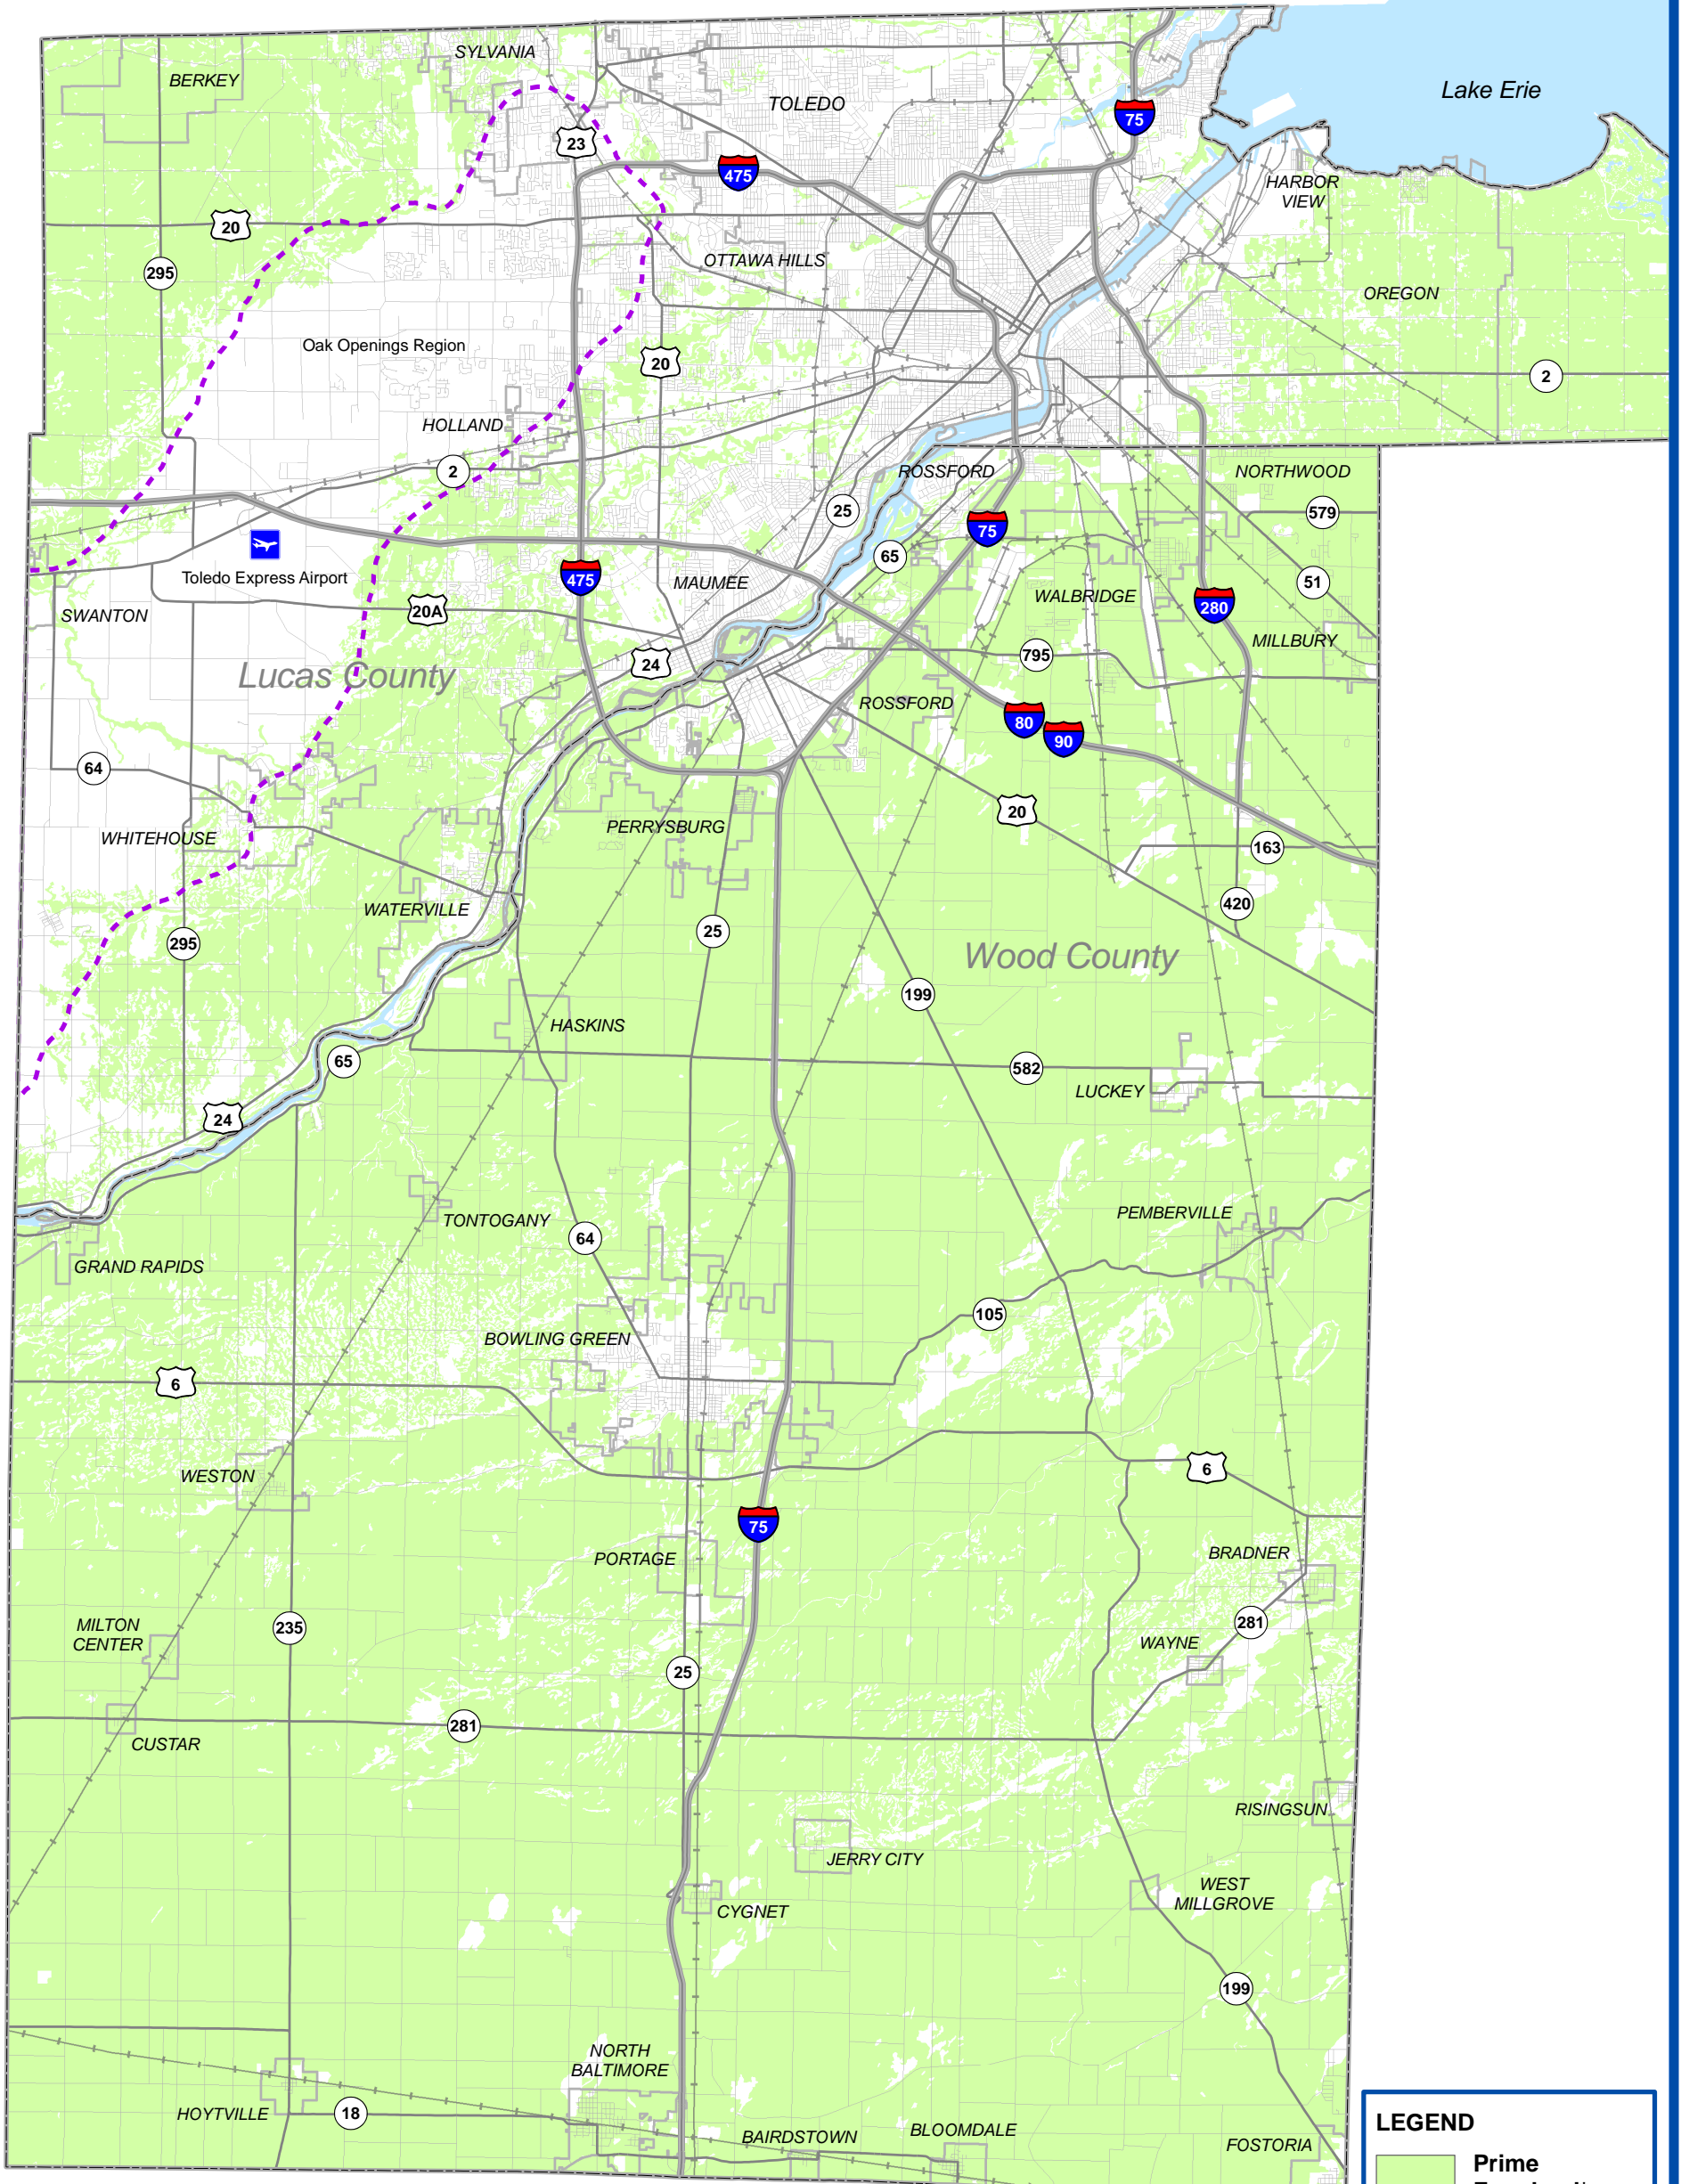 SYLVANIA
BERKEY
Lake Erie
TOLEDO
75
23
475
HARBOR
VIEW
20
OTTAWA HILLS
295
OREGON
Oak Openings Region
20
2
HOLLAND
2
ROSSFORD
NORTHWOOD
25
579
75
65
Toledo Express Airport
475
MAUMEE
51
WALBRIDGE
280
20A
SWANTON
MILLBURY
24
795
Lucas County
ROSSFORD
80
90
64
20
PERRYSBURG
WHITEHOUSE
163
420
WATERVILLE
25
295
Wood County
199
HASKINS
65
582
LUCKEY
24
PEMBERVILLE
TONTOGANY
64
GRAND RAPIDS
105
BOWLING GREEN
6
6
WESTON
75
BRADNER
PORTAGE
281
MILTON
CENTER
235
WAYNE
25
281
CUSTAR
RISINGSUN
JERRY CITY
WEST
MILLGROVE
CYGNET
199
NORTH
BALTIMORE
HOYTVILLE
18
BLOOMDALE
BAIRDSTOWN
FOSTORIA
LEGEND
Prime